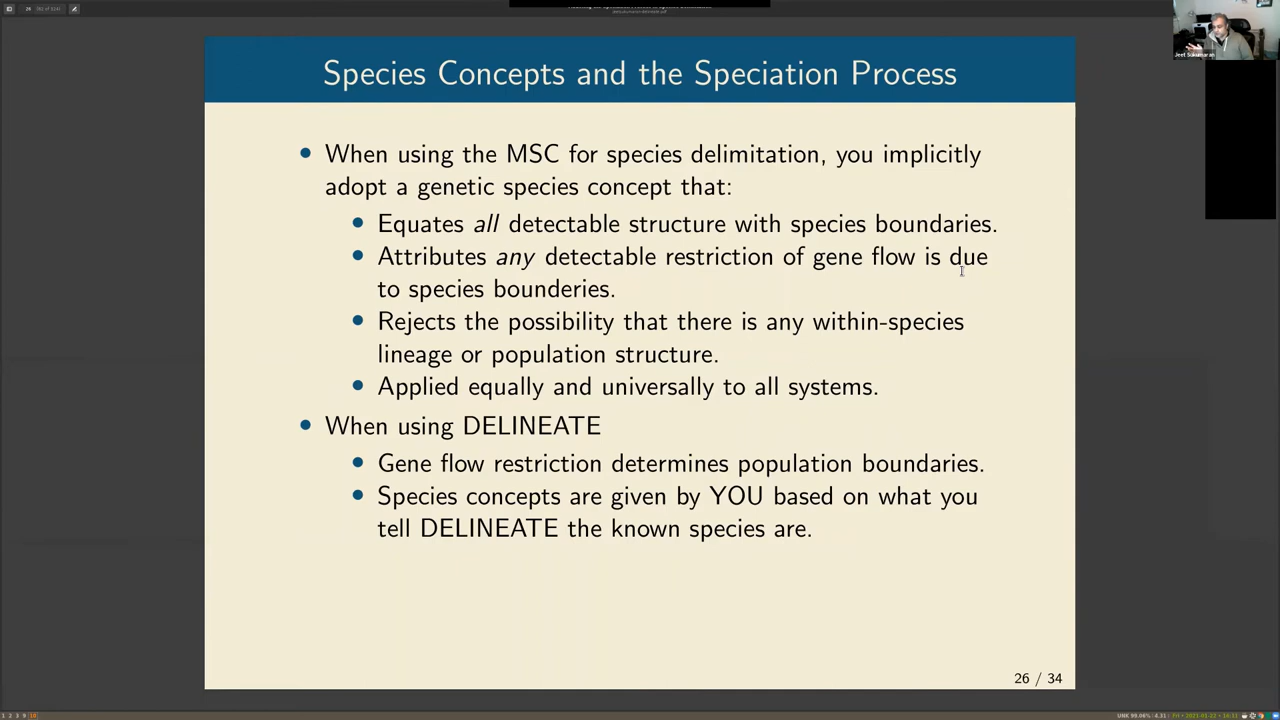 26
Species Concepts and the Speciation Process
Jeet Sukumaran
• When using the MSC for species delimitation, you implicitly
adopt a genetic species concept that:
• Equates all detectable structure with species boundaries.
• Attributes any detectable restriction of gene flow is due
to species bounderies.
• Rejects the possibility that there is any within-species
lineage or population structure.
• Applied equally and universally to all systems.
• When using DELINEATE
• Gene flow restriction determines population boundaries.
• Species concepts are given by YOU based on what you
tell DELINEATE the known species are.
26 / 34